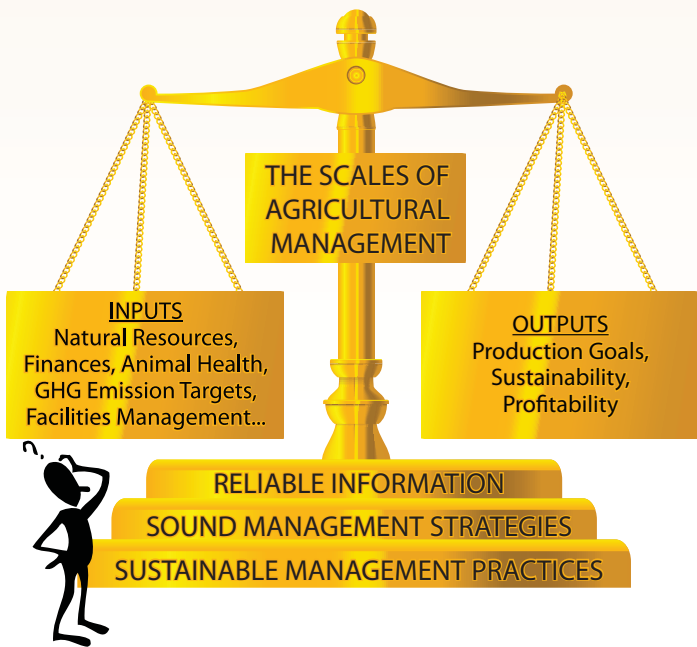 THE SCALES OF
AGRICULTURAL
MANAGEMENT
INPUTS
Natural Resources,
Finances, Animal Health,
GHG Emission Targets,
Facilities Management...
OUTPUTS
Production Goals,
Sustainability,
Profitability
?
RELIABLE INFORMATION
SOUND MANAGEMENT STRATEGIES
SUSTAINABLE MANAGEMENT PRACTICES